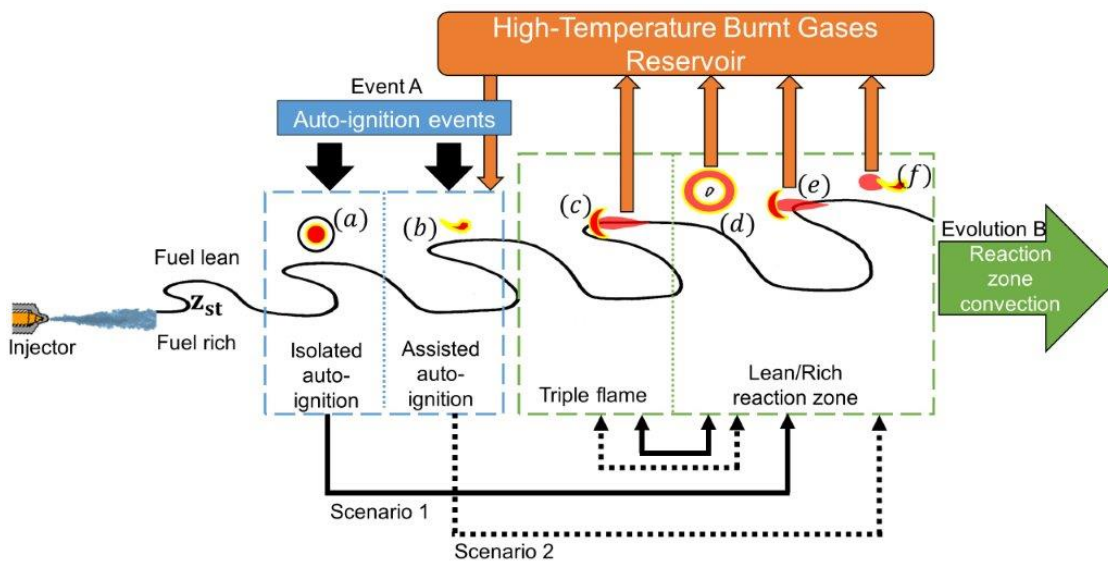 High-Temperature Burnt Gases
Reservoir
Event A
Auto-ignition events
(a)
(b)
(c)
(d)
(e)
(f)
Evolution B
Reaction
zone
convection
Fuel lean
Z_st
Fuel rich
Injector
Isolated
auto-
ignition
Assisted
auto-
ignition
Triple flame
Lean/Rich
reaction zone
Scenario 1
Scenario 2